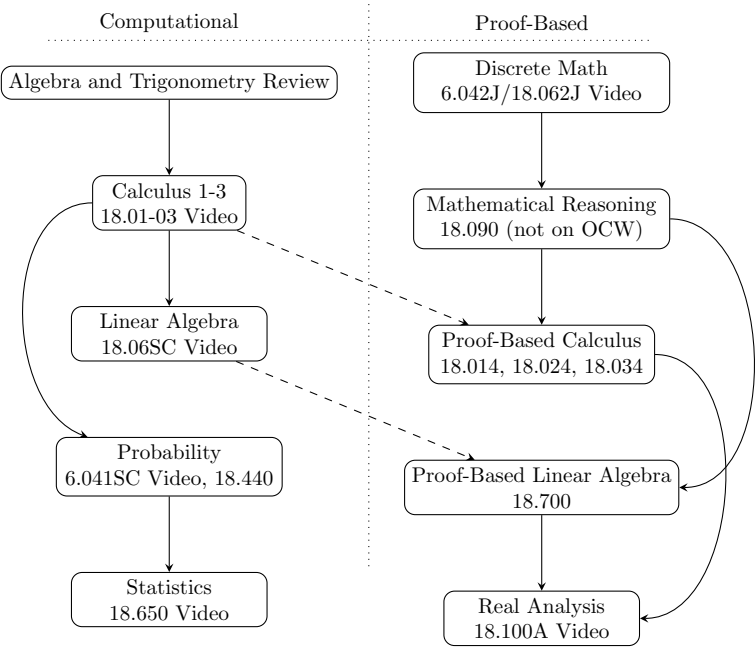 Computational
Proof-Based
Algebra and Trigonometry Review
Discrete Math
6.042J/18.062J Video
Calculus 1-3
18.01-03 Video
Mathematical Reasoning
18.090 (not on OCW)
Linear Algebra
18.06SC Video
Proof-Based Calculus
18.014, 18.024, 18.034
Probability
6.041SC Video, 18.440
Proof-Based Linear Algebra
18.700
Statistics
18.650 Video
Real Analysis
18.100A Video